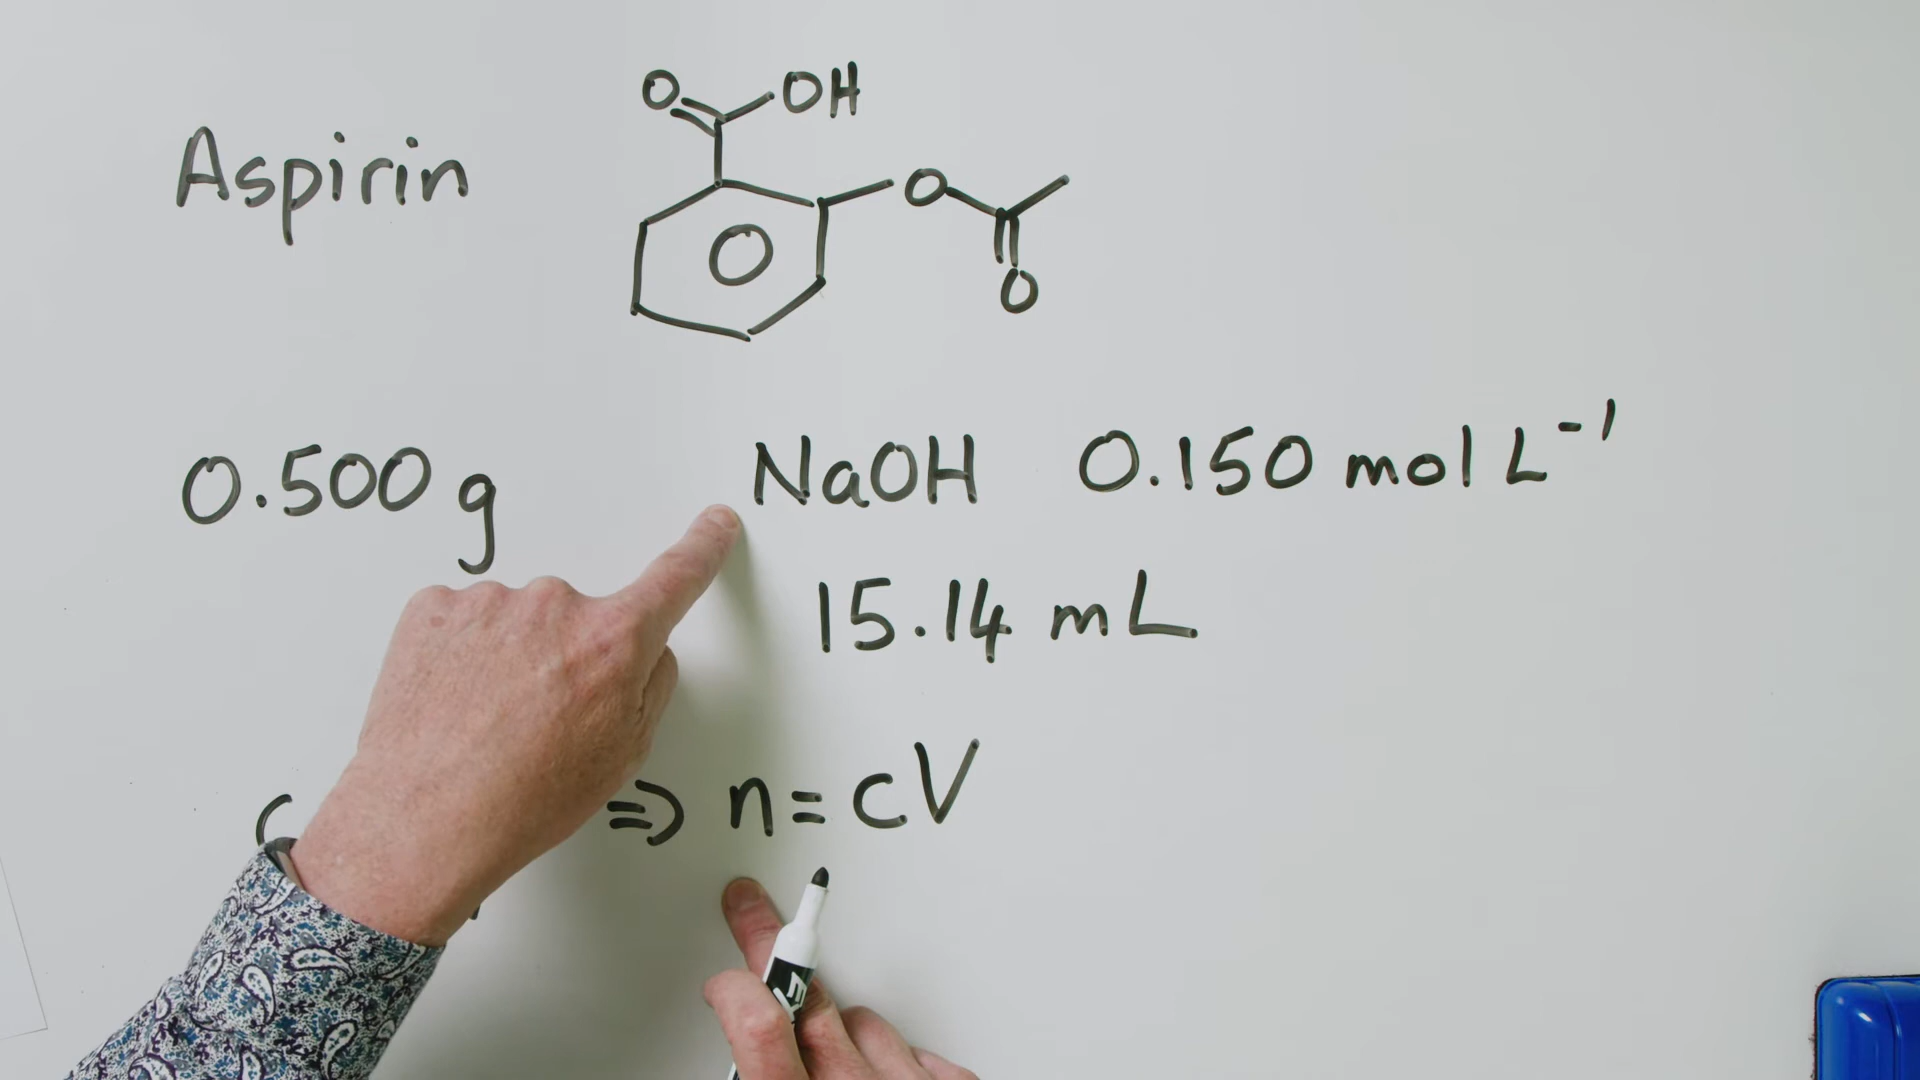 O OH
Aspirin
O
O
0.500 g NaOH 0.150 mol L⁻¹
15.14 mL
c ⇒ n = cV